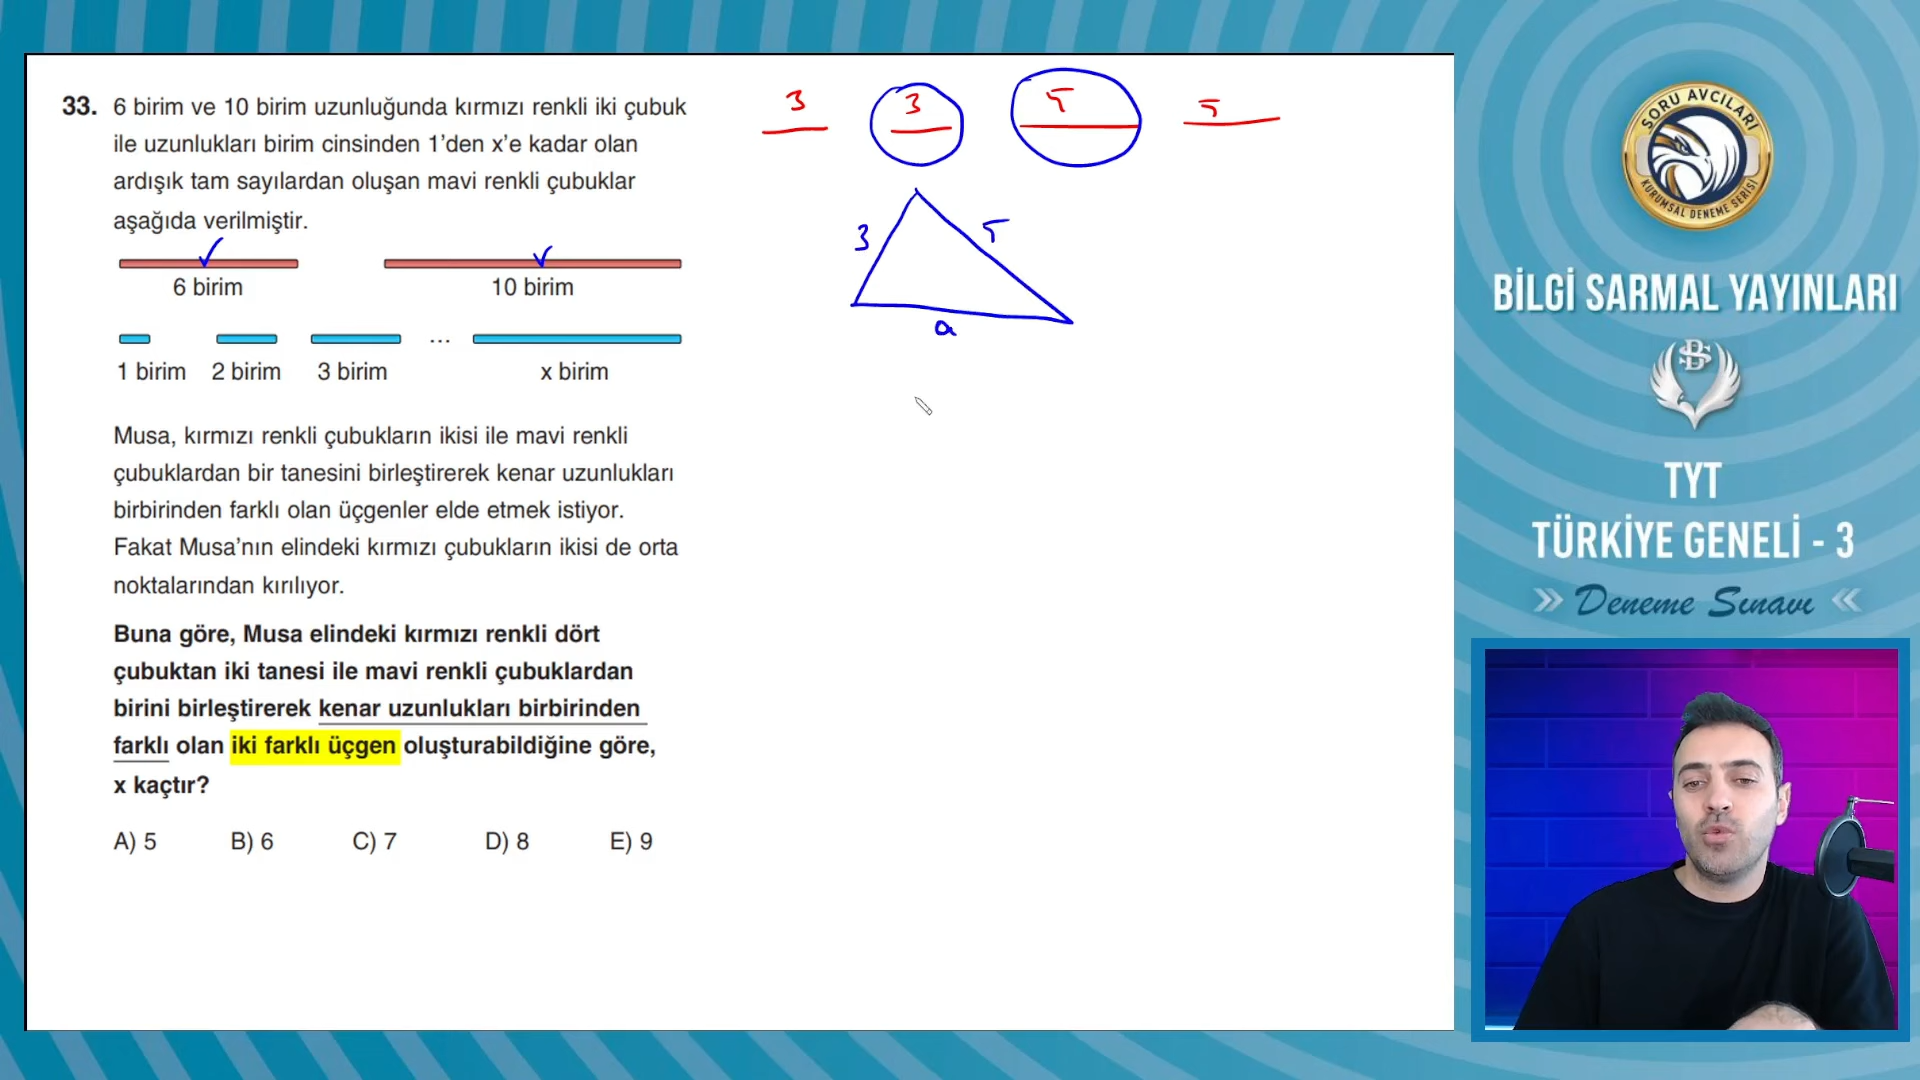 33. 6 birim ve 10 birim uzunluğunda kırmızı renkli iki çubuk
ile uzunlukları birim cinsinden 1’den x’e kadar olan
ardışık tam sayılardan oluşan mavi renkli çubuklar
aşağıda verilmiştir.
6 birim 10 birim
...
1 birim 2 birim 3 birim x birim
Musa, kırmızı renkli çubukların ikisi ile mavi renkli
çubuklardan bir tanesini birleştirerek kenar uzunlukları
birbirinden farklı olan üçgenler elde etmek istiyor.
Fakat Musa’nın elindeki kırmızı çubukların ikisi de orta
noktalarından kırılıyor.
Buna göre, Musa elindeki kırmızı renkli dört
çubuktan iki tanesi ile mavi renkli çubuklardan
birini birleştirerek kenar uzunlukları birbirinden
farklı olan iki farklı üçgen oluşturabildiğine göre,
x kaçtır?
A) 5 B) 6 C) 7 D) 8 E) 9
3 3 5 5
3 5
a
SORU AVCILARI
KURUMSAL DENEME SERİSİ
BİLGİ SARMAL YAYINLARI
BS
TYT
TÜRKİYE GENELİ - 3
Deneme Sınavı